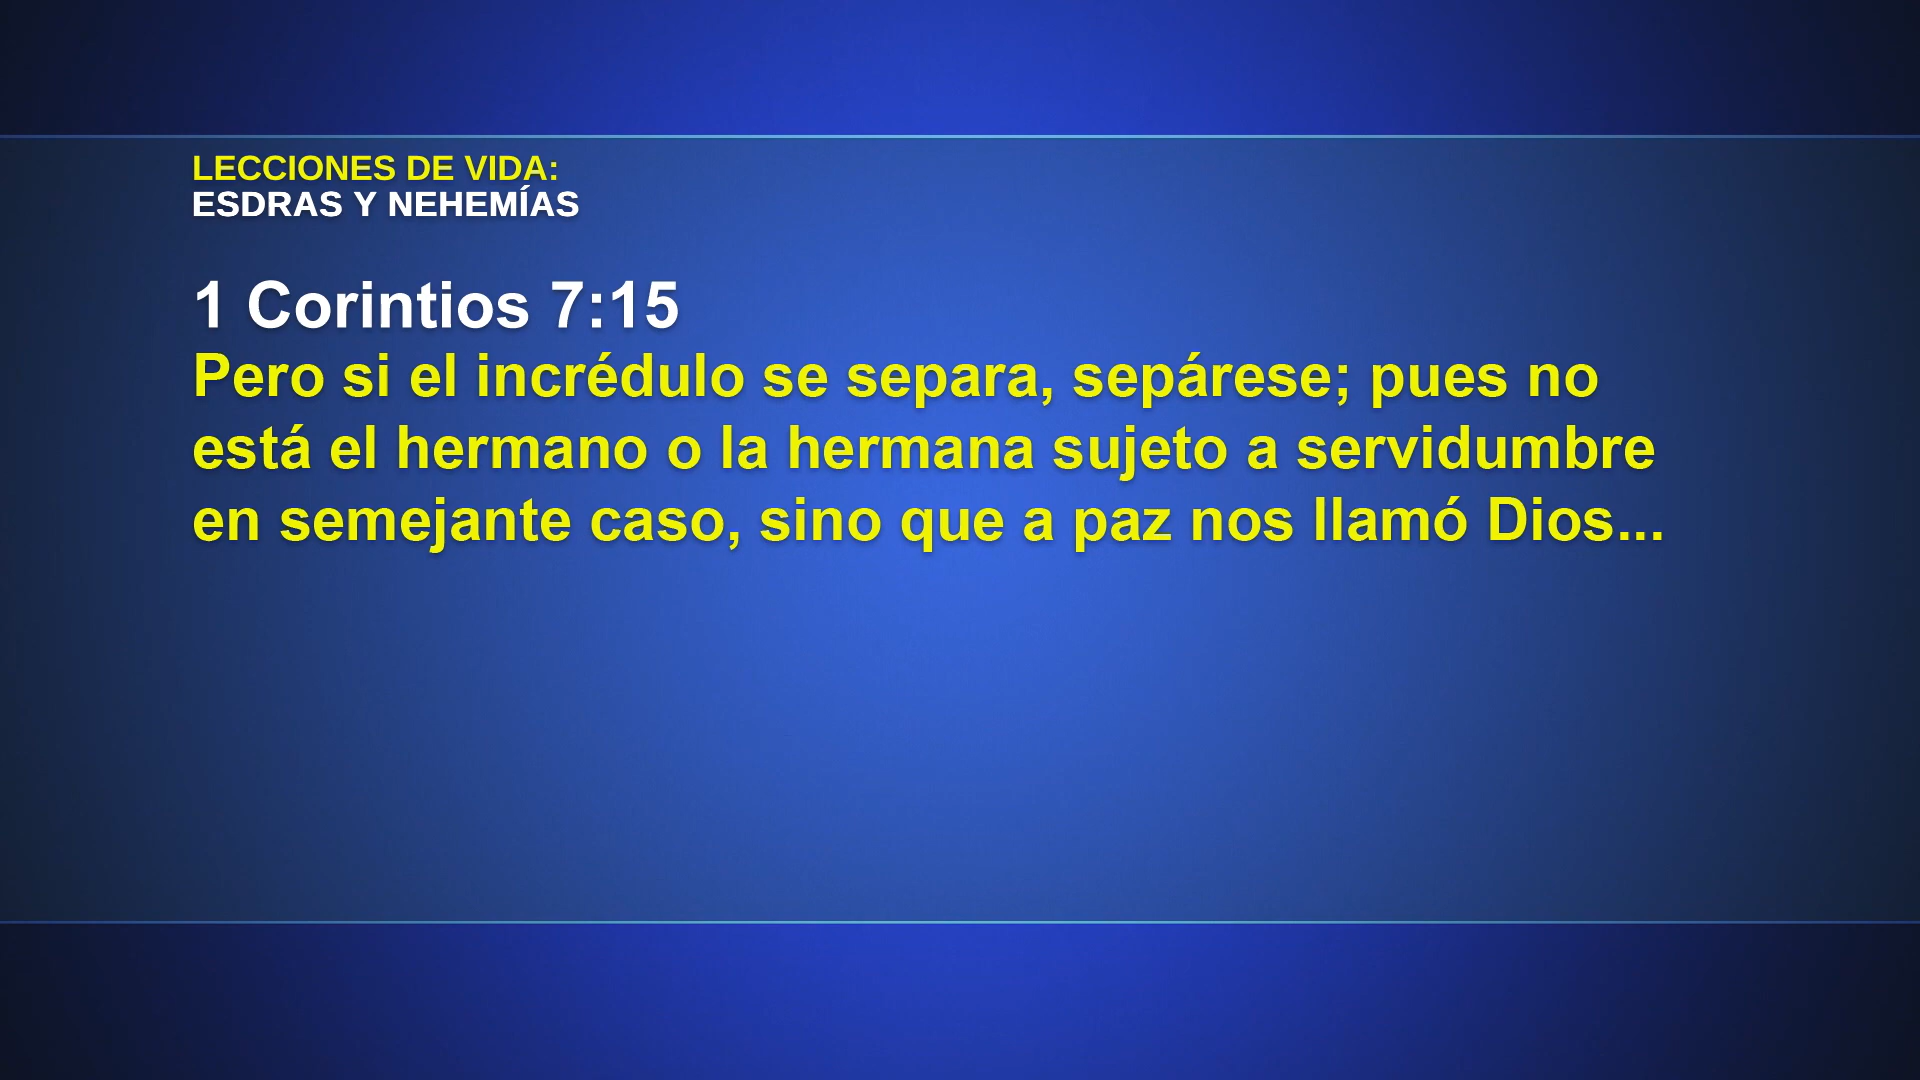 LECCIONES DE VIDA:
ESDRAS Y NEHEMÍAS
1 Corintios 7:15
Pero si el incrédulo se separa, sepárese; pues no
está el hermano o la hermana sujeto a servidumbre
en semejante caso, sino que a paz nos llamó Dios...